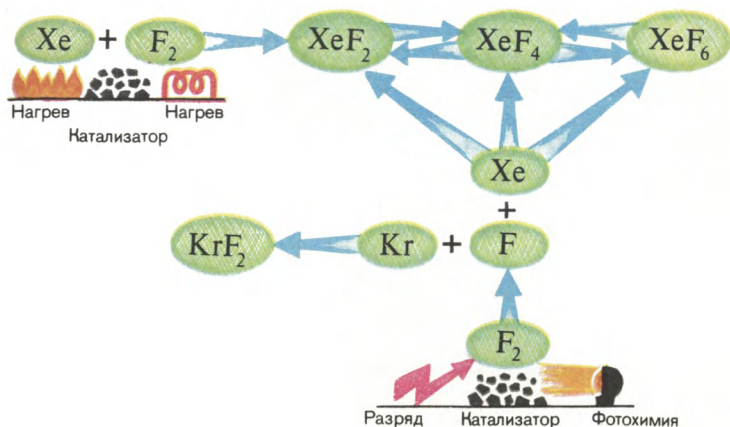 Xe + F₂ XeF₂ XeF₄ XeF₆
Нагрев Нагрев
Катализатор
Xe
+
KrF₂ Kr + F
F₂
Разряд Катализатор Фотохимия